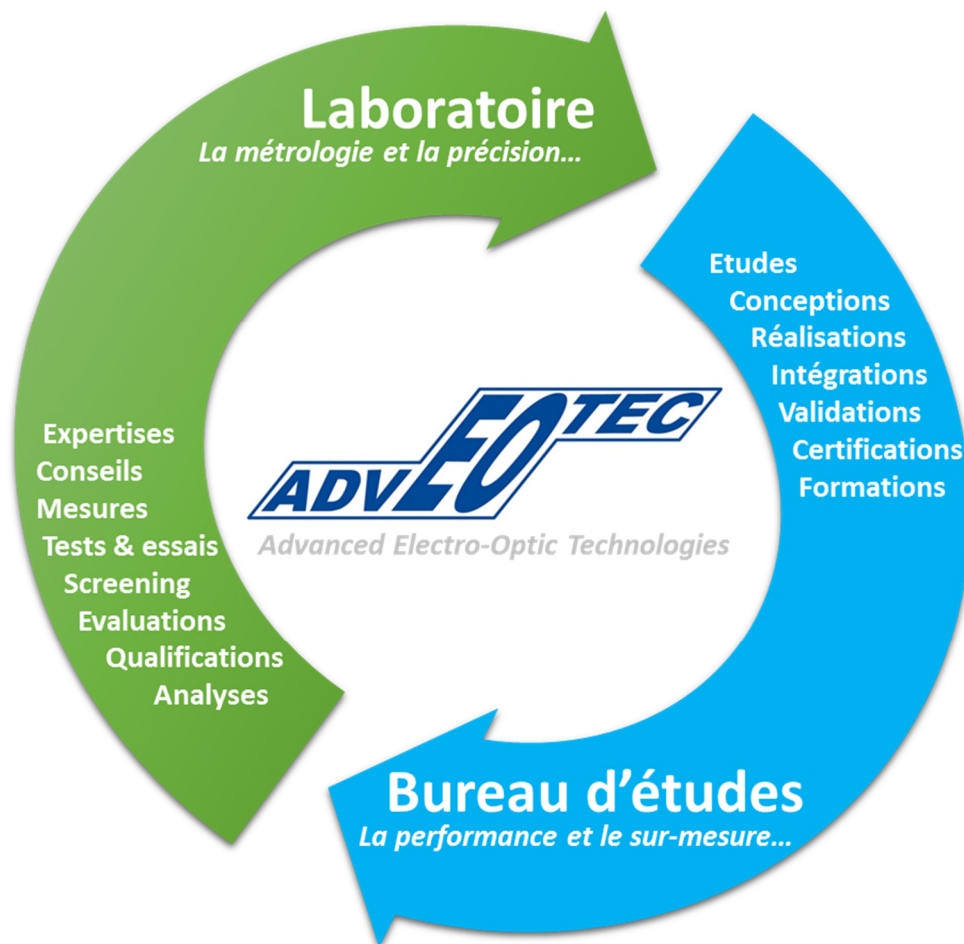 Laboratoire
La métrologie et la précision…
Etudes
Conceptions
Réalisations
Intégrations
Validations
Certifications
Formations
Expertises
Conseils
Mesures
Tests & essais
Screening
Evaluations
Qualifications
Analyses
ADVEOTEC
Advanced Electro-Optic Technologies
Bureau d’études
La performance et le sur-mesure…